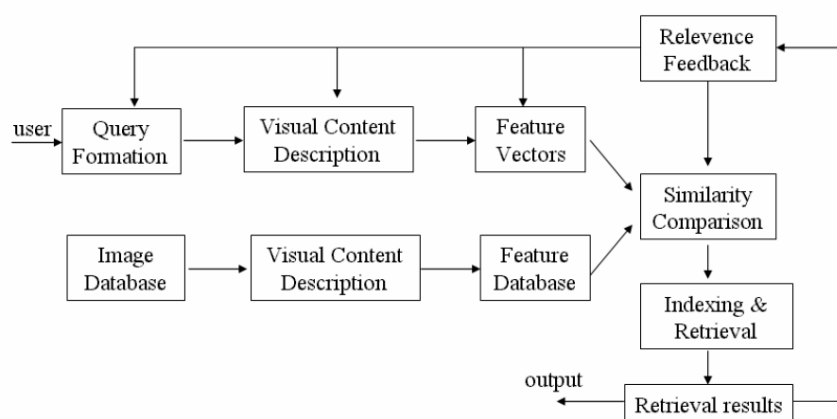 Relevence
Feedback
user
Query
Formation
Visual Content
Description
Feature
Vectors
Similarity
Comparison
Image
Database
Visual Content
Description
Feature
Database
Indexing &
Retrieval
output
Retrieval results